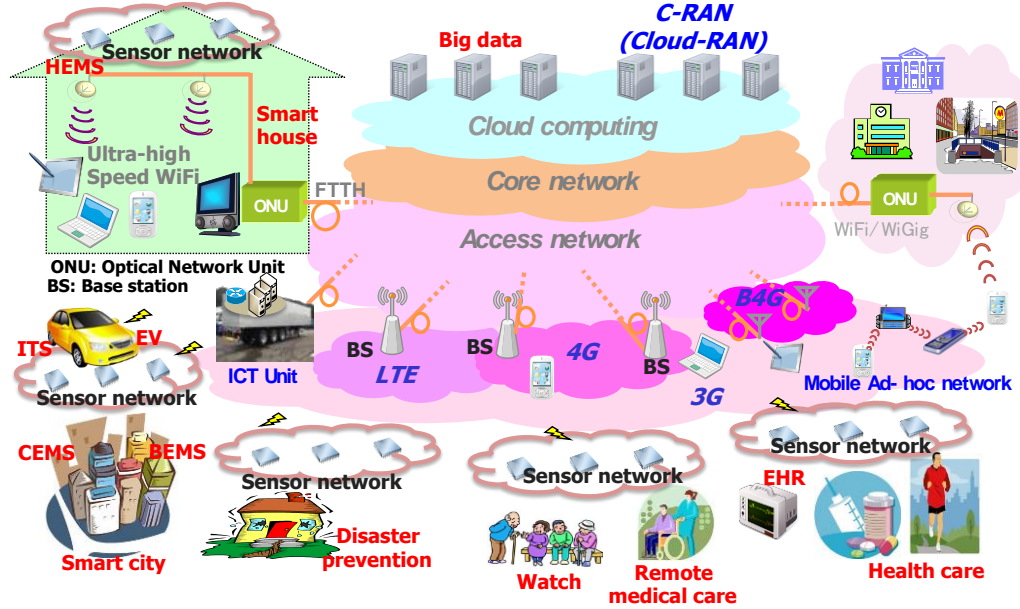 C-RAN
(Cloud-RAN)
Big data
Sensor network
HEMS
Smart
house
Ultra-high
Speed WiFi
ONU
FTTH
Cloud computing
Core network
Access network
ONU
WiFi/WiGig
ONU: Optical Network Unit
BS: Base station
B4G
ITS
EV
ICT Unit
BS
LTE
BS
4G
BS
3G
Mobile Ad- hoc network
Sensor network
CEMS
BEMS
Smart city
Sensor network
Disaster
prevention
Sensor network
Watch
Remote
medical care
Sensor network
EHR
Health care